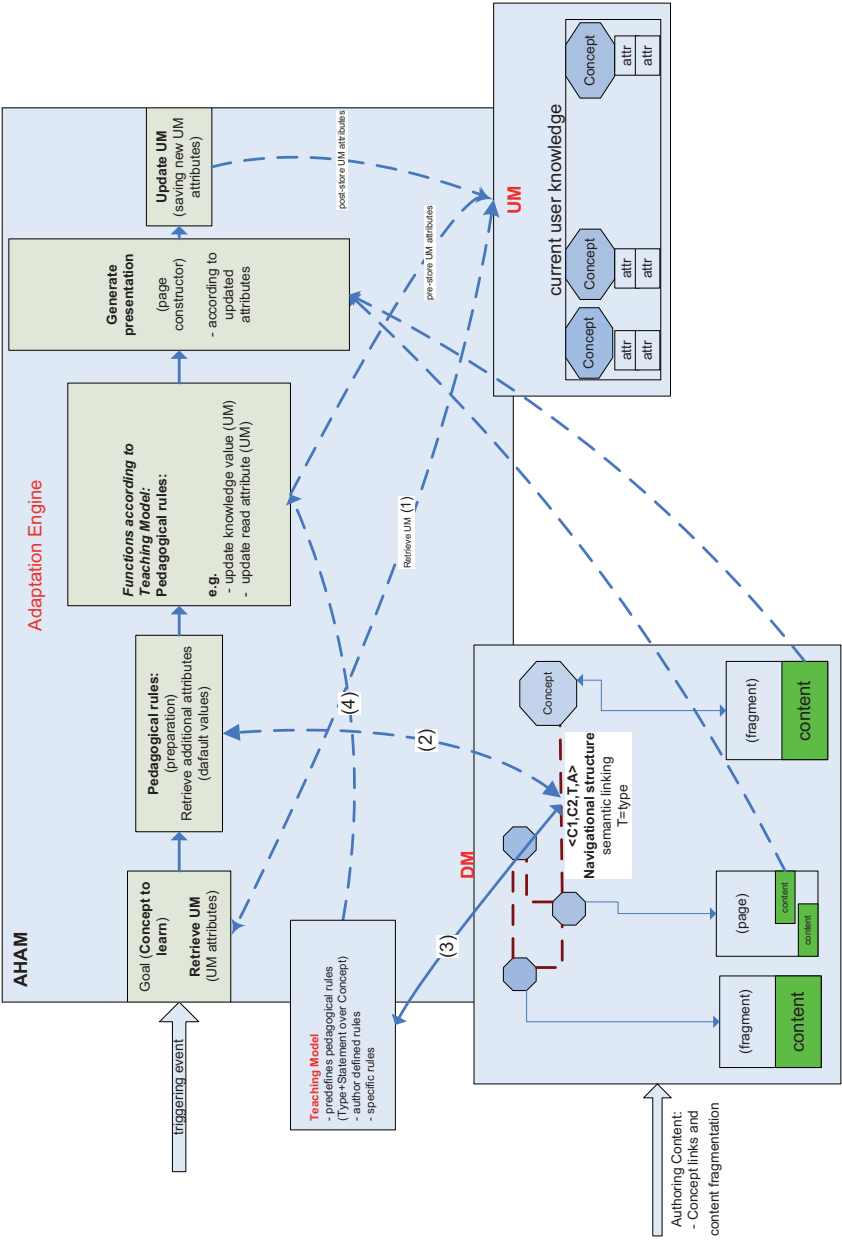 AHAM
Adaptation Engine
triggering event
Goal (Concept to
learn)
Retrieve UM
(UM attributes)
Pedagogical rules:
(preparation)
Retrieve additional attributes
(dafault values)
Functions according to
Teaching Model:
Pedagogical rules:
e.g.
- update knowledge value (UM)
- update read attribute (UM)
Generate
presentation
(page
constructor)
- according to
updated
attributes
Update UM
(saving new UM
attributes)
post-store UM attributes
pre-store UM attributes
Retrieve UM (1)
(4)
(2)
(3)
Teaching Model
- predefines pedagogical rules
(Type+Statement over Concept)
- author defined rules
- specific rules
UM
current user knowledge
Concept
attr
attr
Concept
attr
attr
Concept
attr
attr
DM
Concept
<C1,C2,T,A>
Navigational structure
semantic linking
T=type
(fragment)
content
(page)
content
content
(fragment)
content
Authoring Content:
- Concept links and
content fragmentation